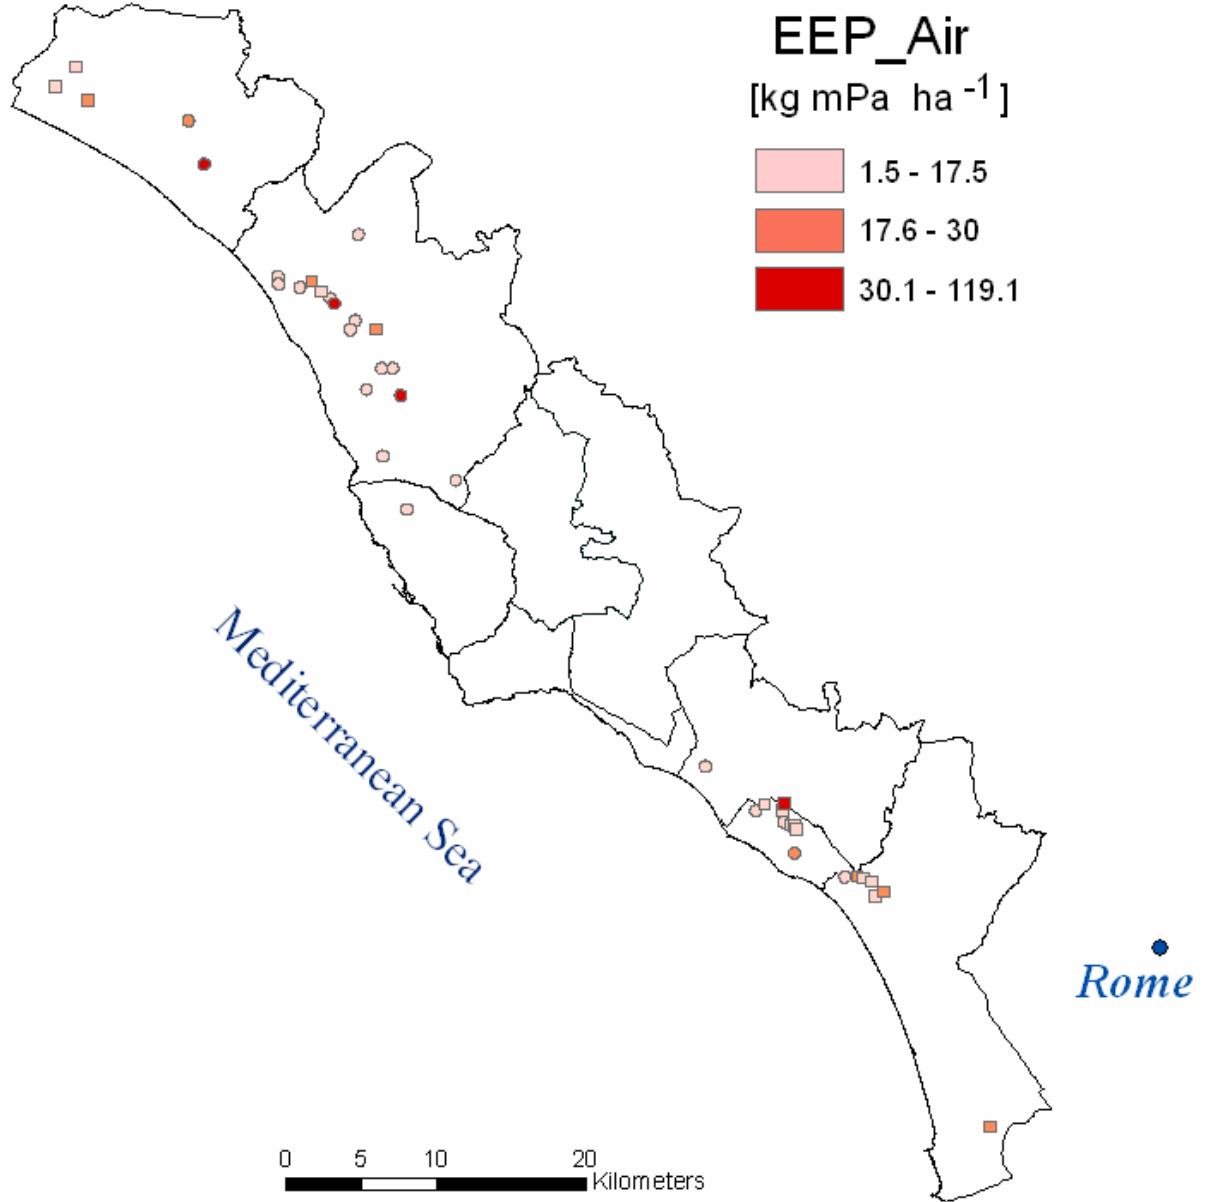 EEP_Air
[kg mPa ha -1 ]
1.5 - 17.5
17.6 - 30
30.1 - 119.1
Mediterranean Sea
Rome
0 5 10 20
Kilometers